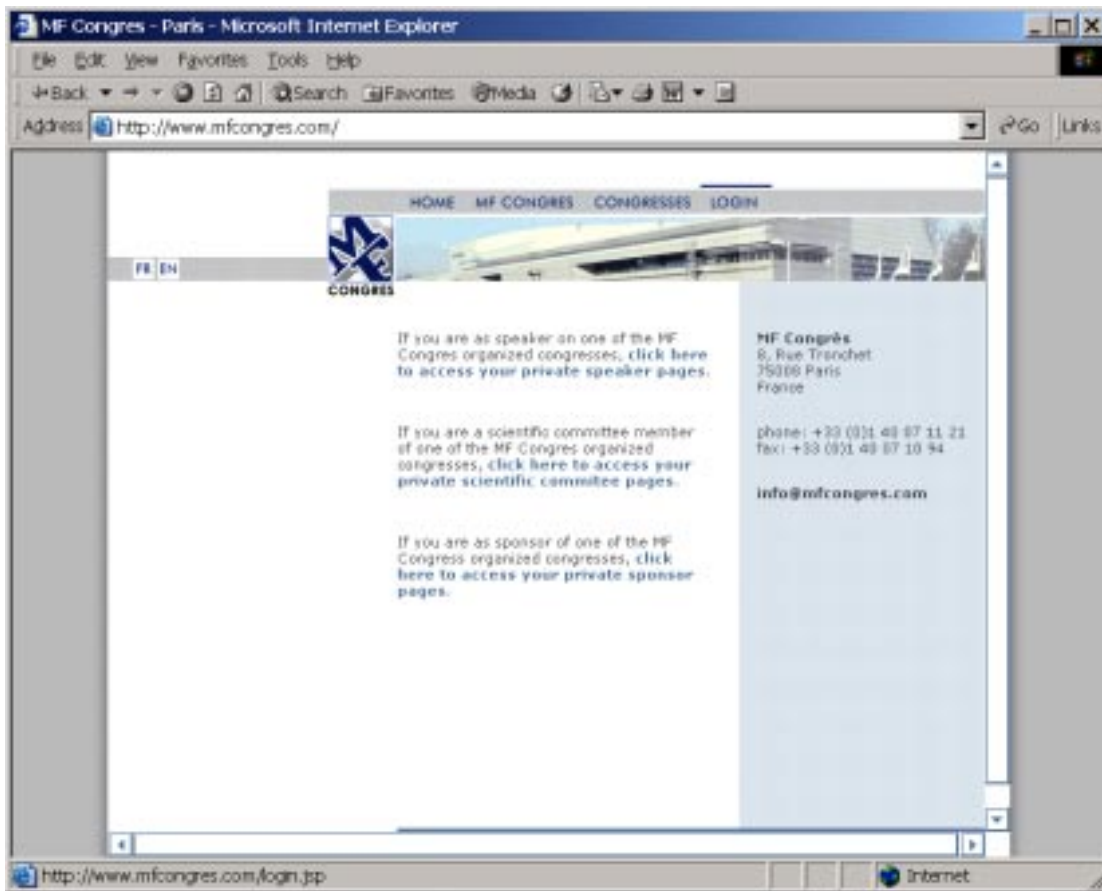 MF Congres - Paris - Microsoft Internet Explorer
File Edit View Favorites Tools Help
Back Search Favorites Media
Address http://www.mfcongres.com/ Go Links
HOME MF CONGRES CONGRESSES LOGIN
FR EN
CONGRES
If you are as speaker on one of the MF
Congres organized congresses, click here
to access your private speaker pages.
If you are a scientific committee member
of one of the MF Congres organized
congresses, click here to access your
private scientific commitee pages.
If you are as sponsor of one of the MF
Congress organized congresses, click
here to access your private sponsor
pages.
MF Congrès
8, Rue Tronchet
75008 Paris
France
phone: +33 (0)1 40 07 11 21
fax: +33 (0)1 40 07 10 94
info@mfcongres.com
http://www.mfcongres.com/login.jsp Internet